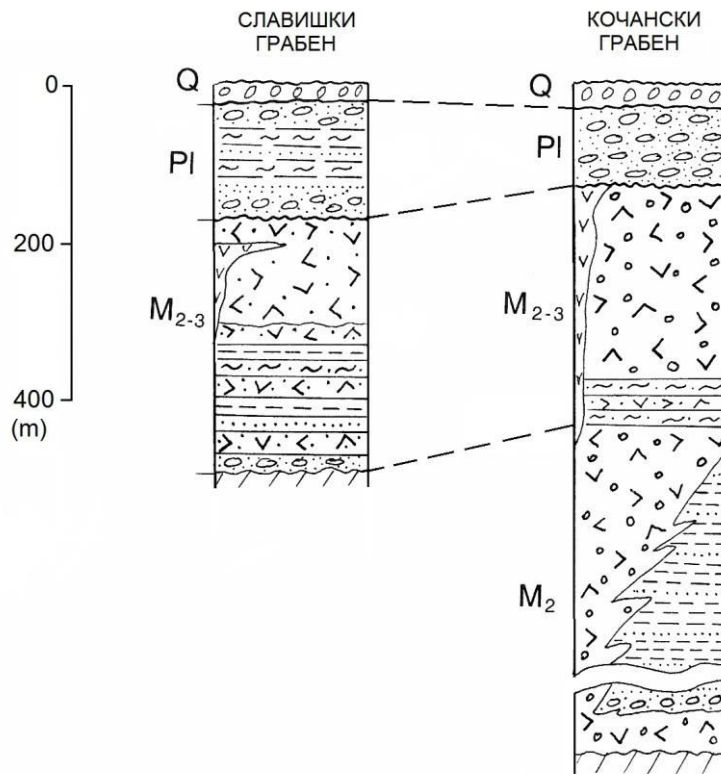 СЛАВИШКИ
ГРАБЕН
КОЧАНСКИ
ГРАБЕН
0
Q
Q
Pl
Pl
200
M2-3
M2-3
400
(m)
M2